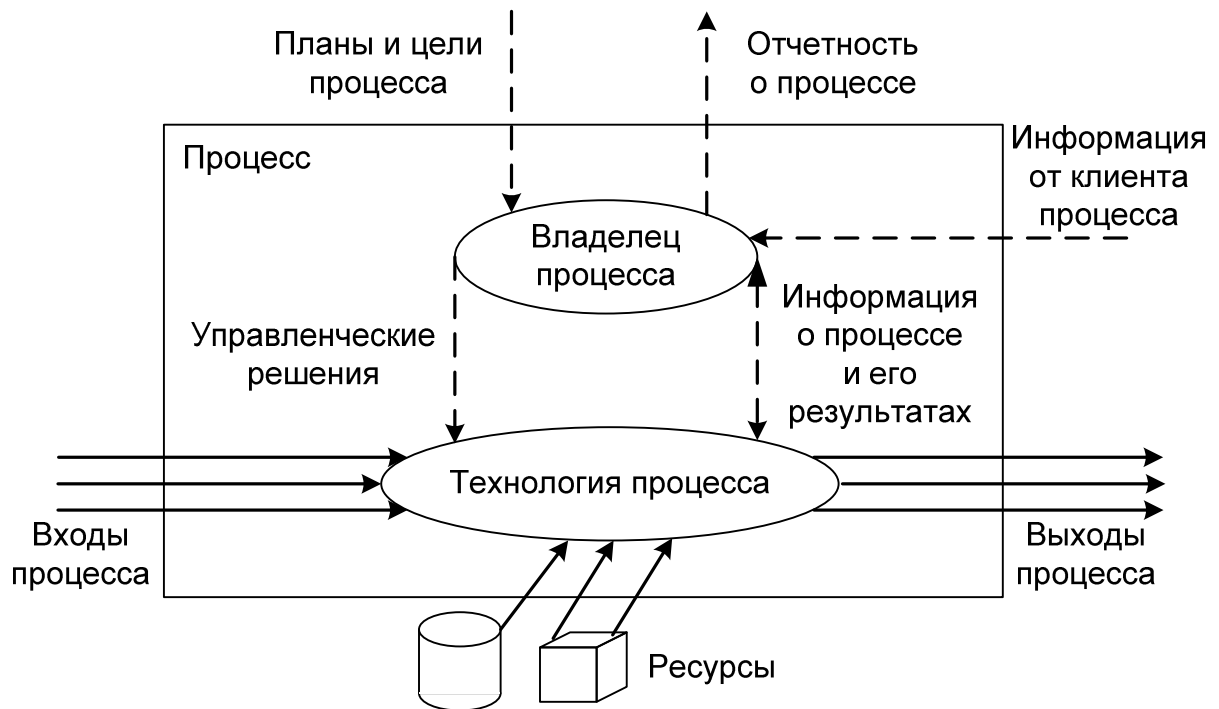 Планы и цели
процесса
Отчетность
о процессе
Процесс
Информация
от клиента
процесса
Владелец
процесса
Управленческие
решения
Информация
о процессе
и его
результатах
Технология процесса
Входы
процесса
Выходы
процесса
Ресурсы